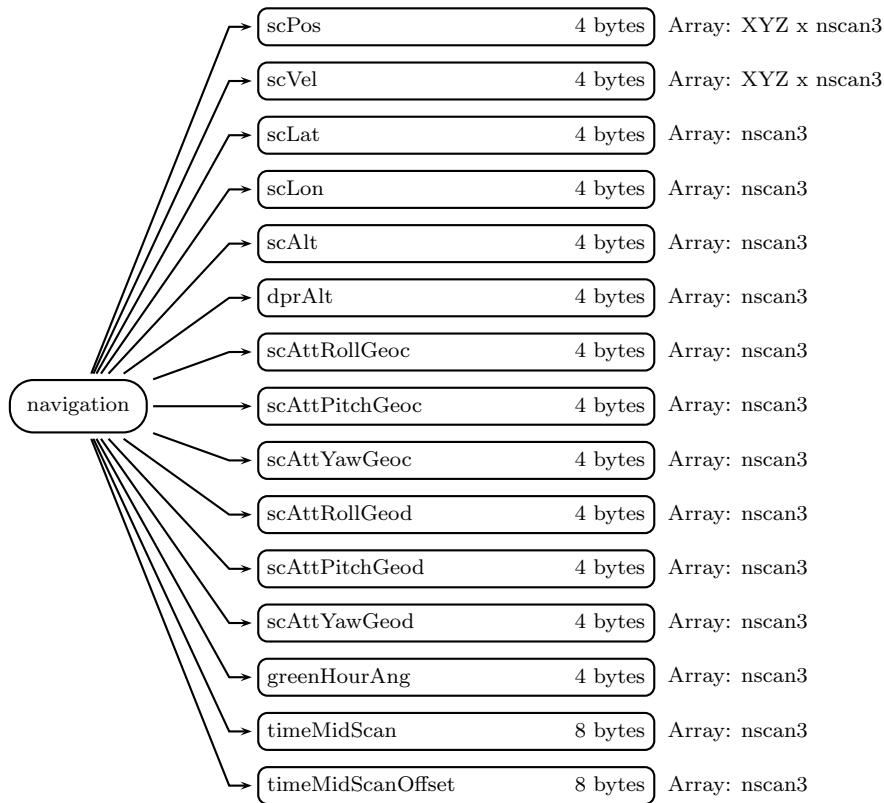 scPos 4 bytes Array: XYZ x nscan3
scVel 4 bytes Array: XYZ x nscan3
scLat 4 bytes Array: nscan3
scLon 4 bytes Array: nscan3
scAlt 4 bytes Array: nscan3
dprAlt 4 bytes Array: nscan3
scAttRollGeoc 4 bytes Array: nscan3
navigation scAttPitchGeoc 4 bytes Array: nscan3
scAttYawGeoc 4 bytes Array: nscan3
scAttRollGeod 4 bytes Array: nscan3
scAttPitchGeod 4 bytes Array: nscan3
scAttYawGeod 4 bytes Array: nscan3
greenHourAng 4 bytes Array: nscan3
timeMidScan 8 bytes Array: nscan3
timeMidScanOffset 8 bytes Array: nscan3